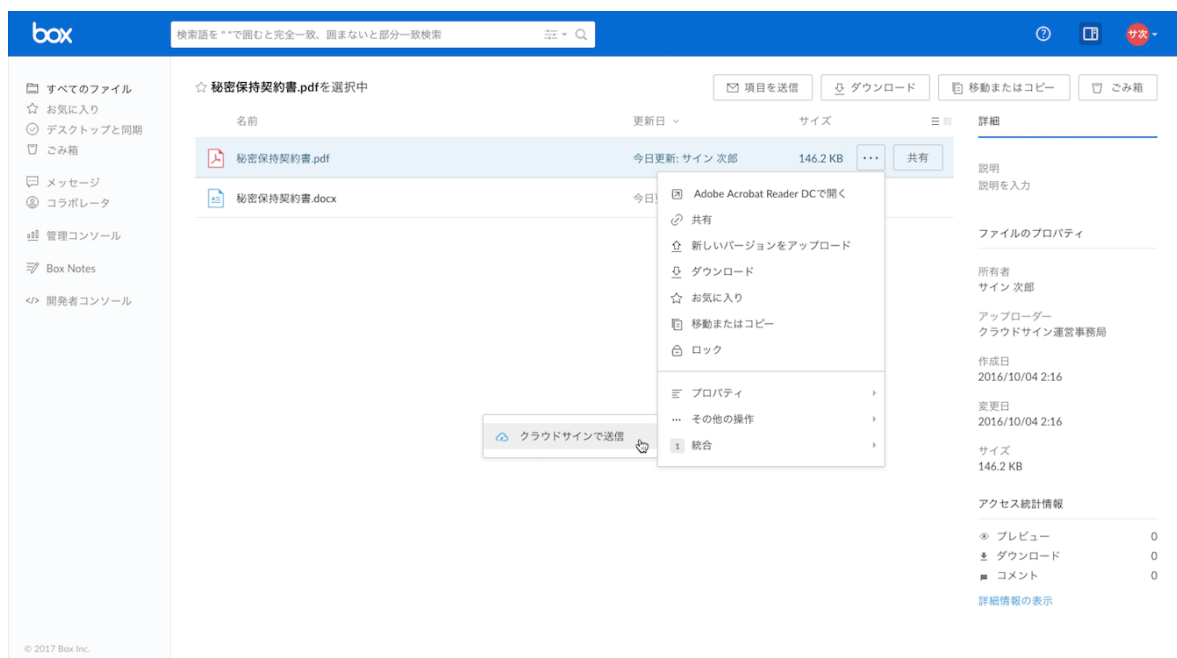 box
検索語を " "で囲むと完全一致、囲まないと部分一致検索
サ次
すべてのファイル
お気に入り
デスクトップと同期
ごみ箱
メッセージ
コラボレータ
管理コンソール
Box Notes
開発者コンソール
© 2017 Box Inc.
秘密保持契約書.pdfを選択中
項目を送信
ダウンロード
移動またはコピー
ごみ箱
名前 更新日 サイズ
秘密保持契約書.pdf 今日更新: サイン 次郎 146.2 KB ... 共有
秘密保持契約書.docx 今日
Adobe Acrobat Reader DCで開く
共有
新しいバージョンをアップロード
ダウンロード
お気に入り
移動またはコピー
ロック
プロパティ
... その他の操作
1 統合
クラウドサインで送信
詳細
説明
説明を入力
ファイルのプロパティ
所有者
サイン 次郎
アップローダー
クラウドサイン運営事務局
作成日
2016/10/04 2:16
変更日
2016/10/04 2:16
サイズ
146.2 KB
アクセス統計情報
プレビュー 0
ダウンロード 0
コメント 0
詳細情報の表示